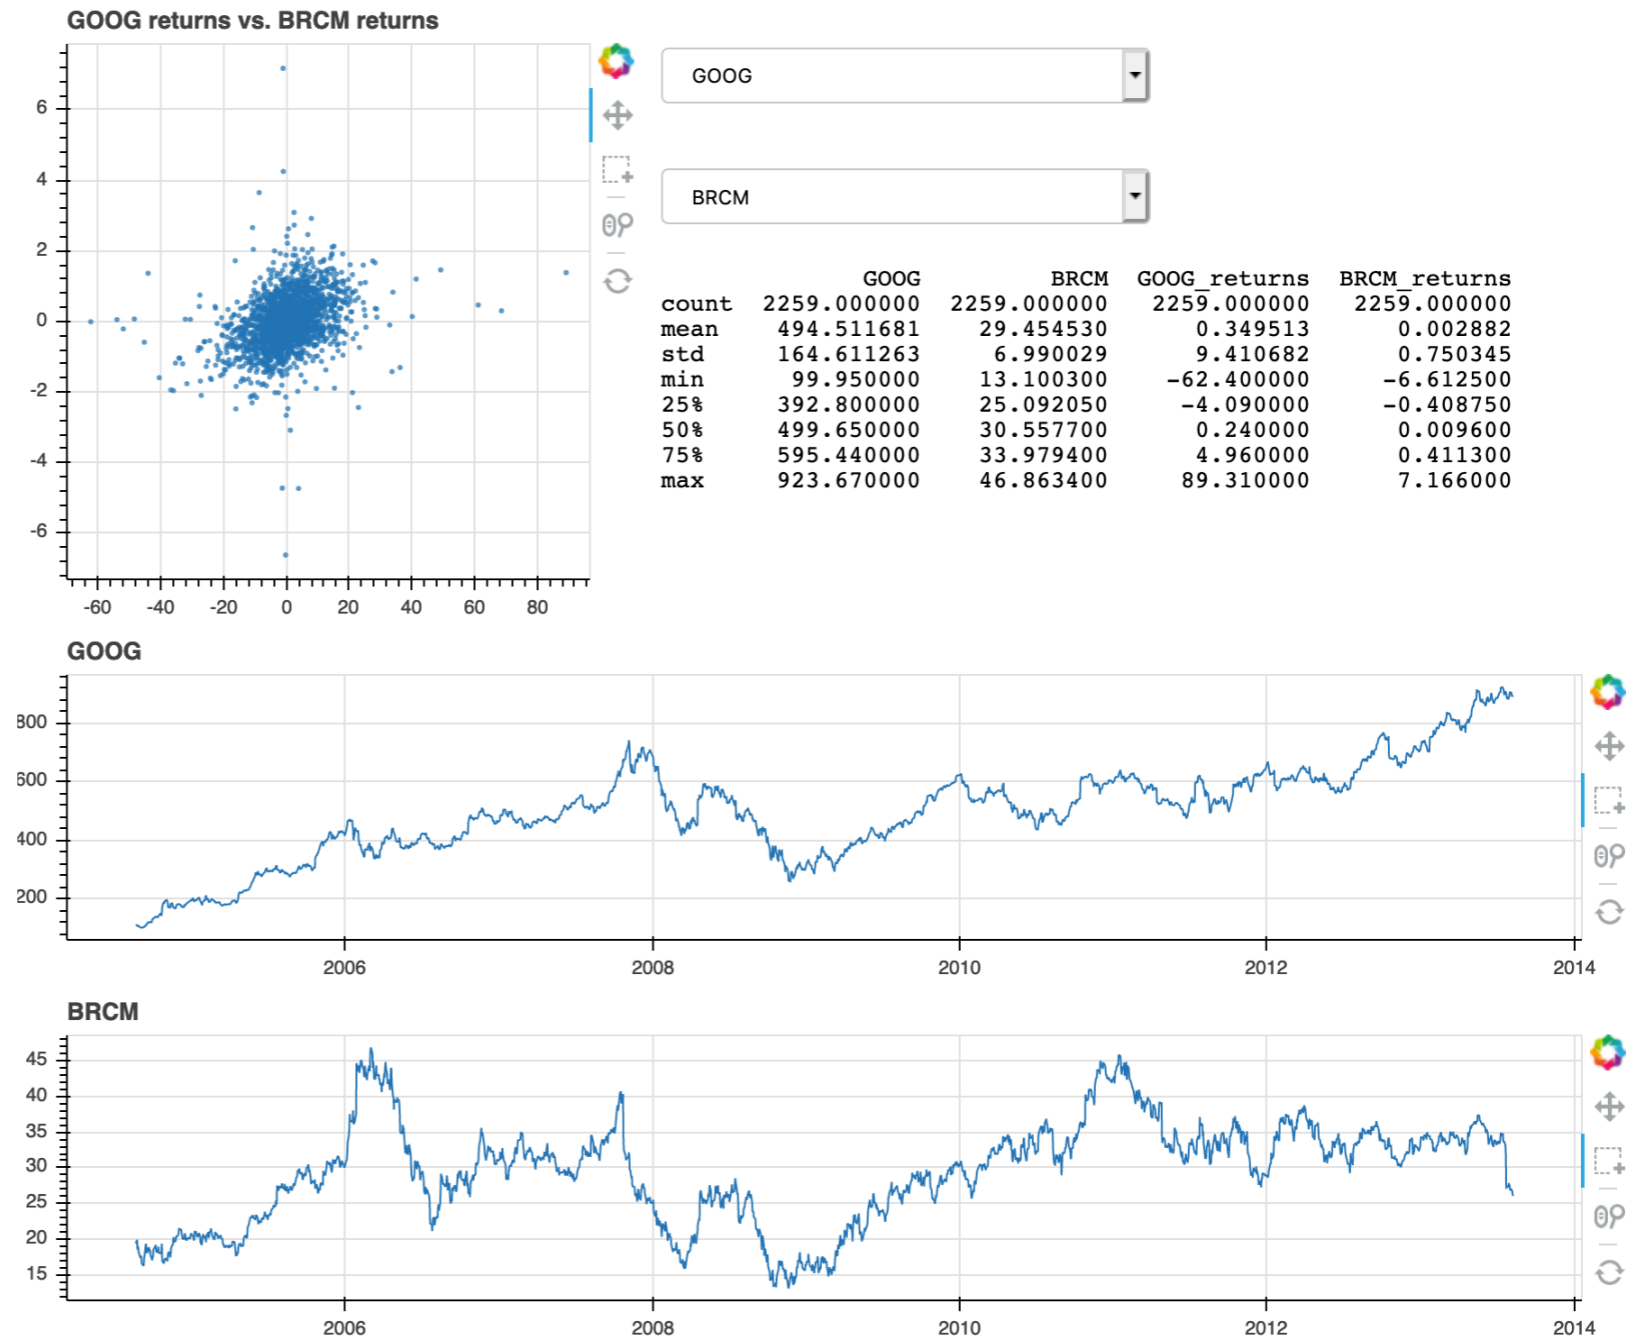 GOOG returns vs. BRCM returns
6
4
2
0
-2
-4
-6
-60 -40 -20 0 20 40 60 80
GOOG
BRCM
GOOG BRCM GOOG_returns BRCM_returns
count 2259.000000 2259.000000 2259.000000 2259.000000
mean 494.511681 29.454530 0.349513 0.002882
std 164.611263 6.990029 9.410682 0.750345
min 99.950000 13.100300 -62.400000 -6.612500
25% 392.800000 25.092050 -4.090000 -0.408750
50% 499.650000 30.557700 0.240000 0.009600
75% 595.440000 33.979400 4.960000 0.411300
max 923.670000 46.863400 89.310000 7.166000
GOOG
800
600
400
200
2006 2008 2010 2012 2014
BRCM
45
40
35
30
25
20
15
2006 2008 2010 2012 2014